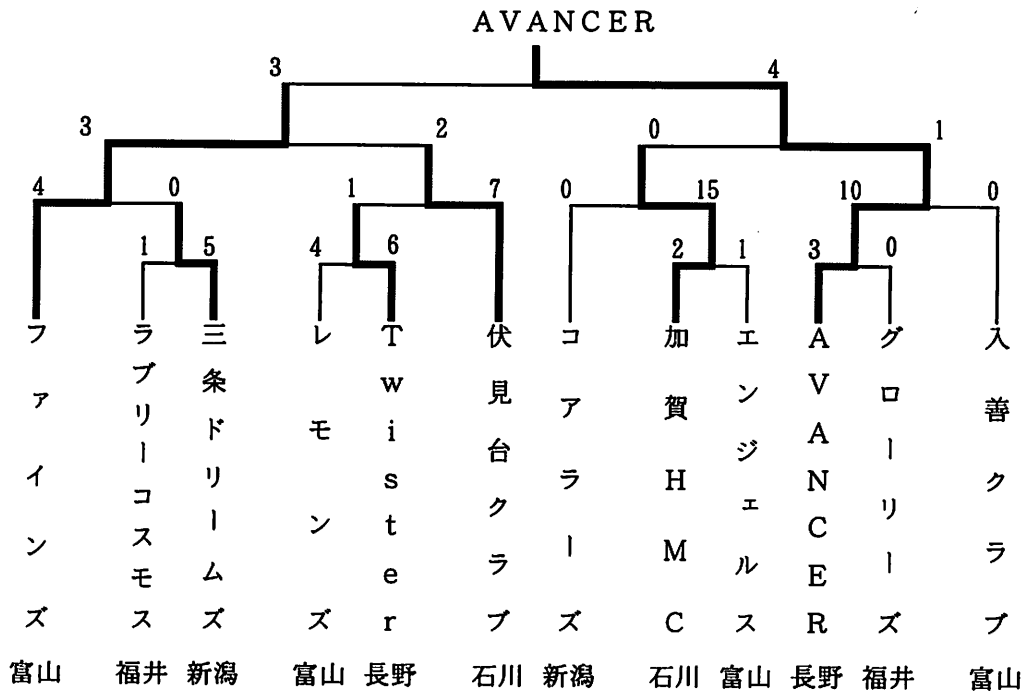 AVANCER
3 4
3 2 0 1
4 0 1 7 0 15 10 0
1 5 4 6 2 1 3 0
ファインズ
ラブリーコスモス
三条ドリームズ
レモンズ
Twister
伏見台クラブ
コアラーズ
加賀HMC
エンジェルス
AVANCER
グローリーズ
入善クラブ
富山 福井 新潟 富山 長野 石川 新潟 石川 富山 長野 福井 富山